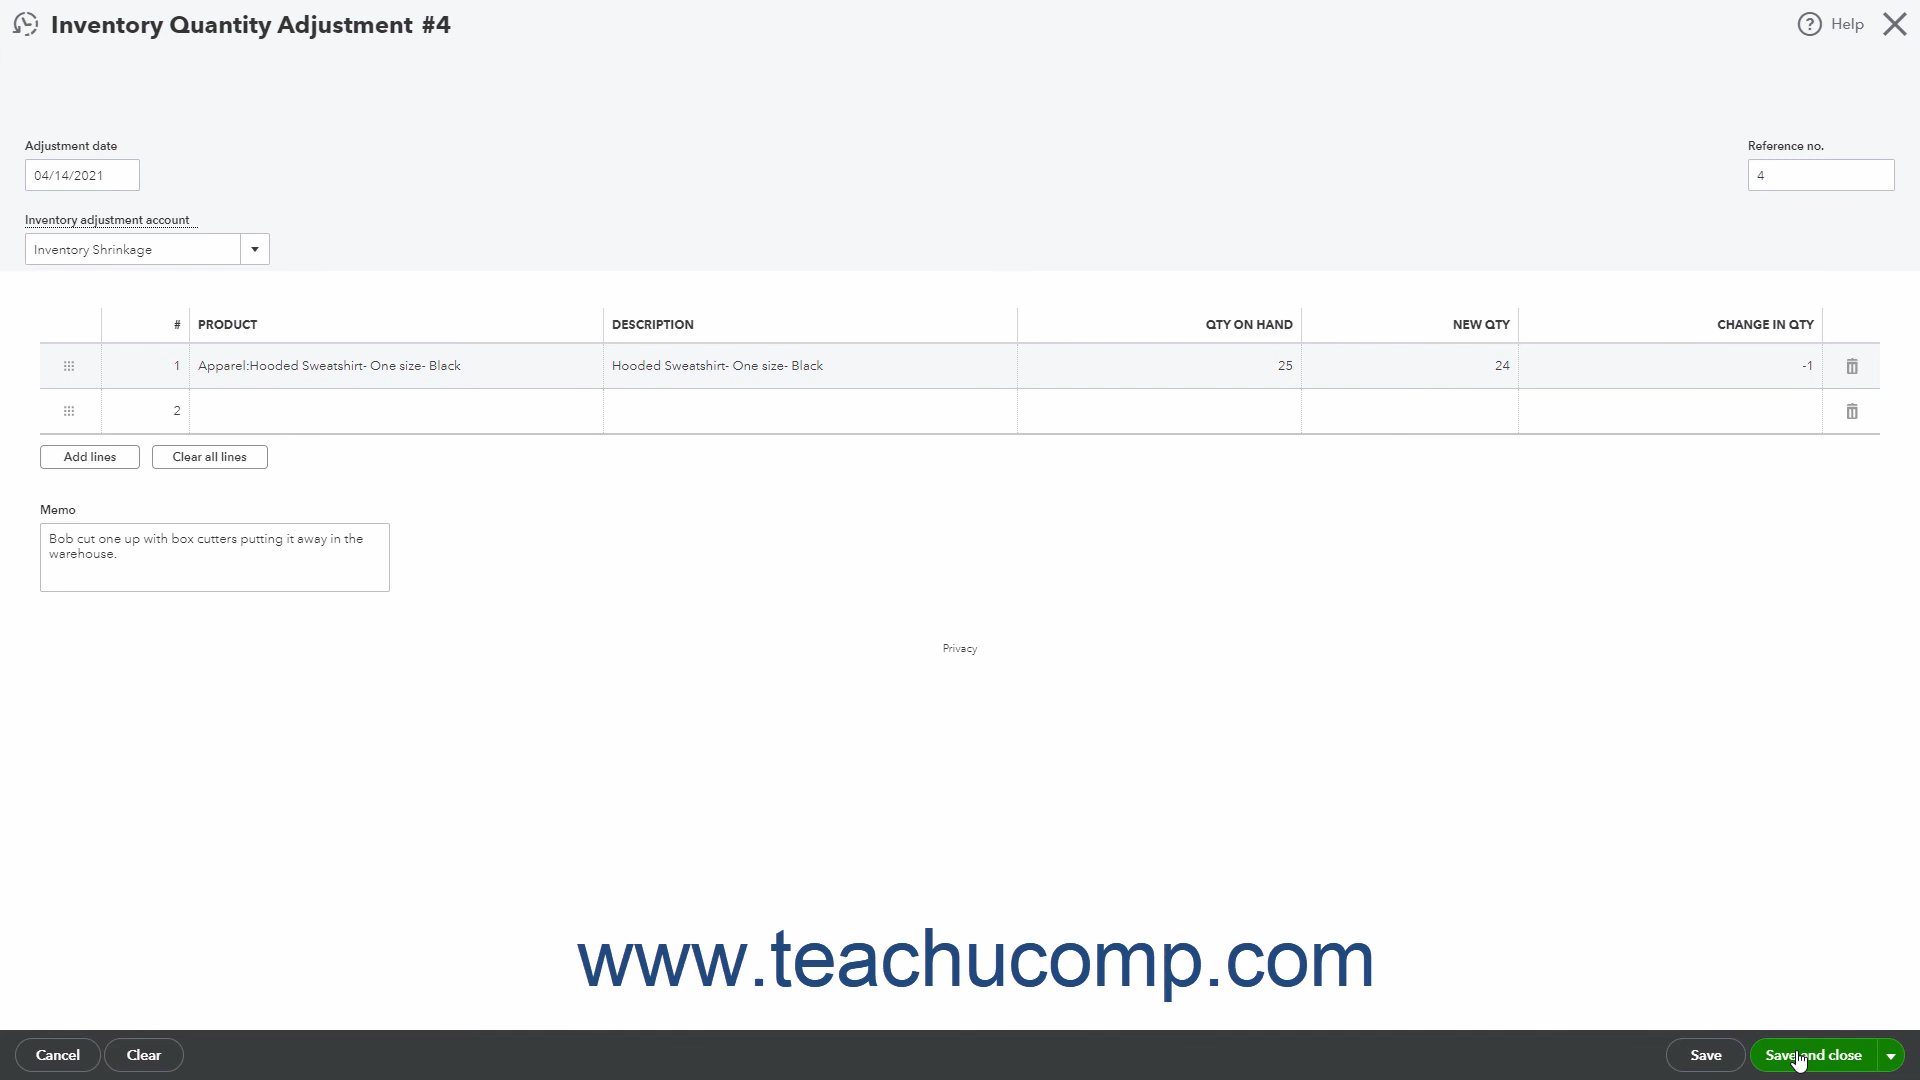 Inventory Quantity Adjustment #4
Help
Adjustment date
Reference no.
04/14/2021
4
Inventory adjustment account
Inventory Shrinkage
# PRODUCT DESCRIPTION QTY ON HAND NEW QTY CHANGE IN QTY
1 Apparel:Hooded Sweatshirt- One size- Black Hooded Sweatshirt- One size- Black 25 24 -1
2
Add lines Clear all lines
Memo
Bob cut one up with box cutters putting it away in the
warehouse.
Privacy
www.teachucomp.com
Cancel Clear Save Save and close